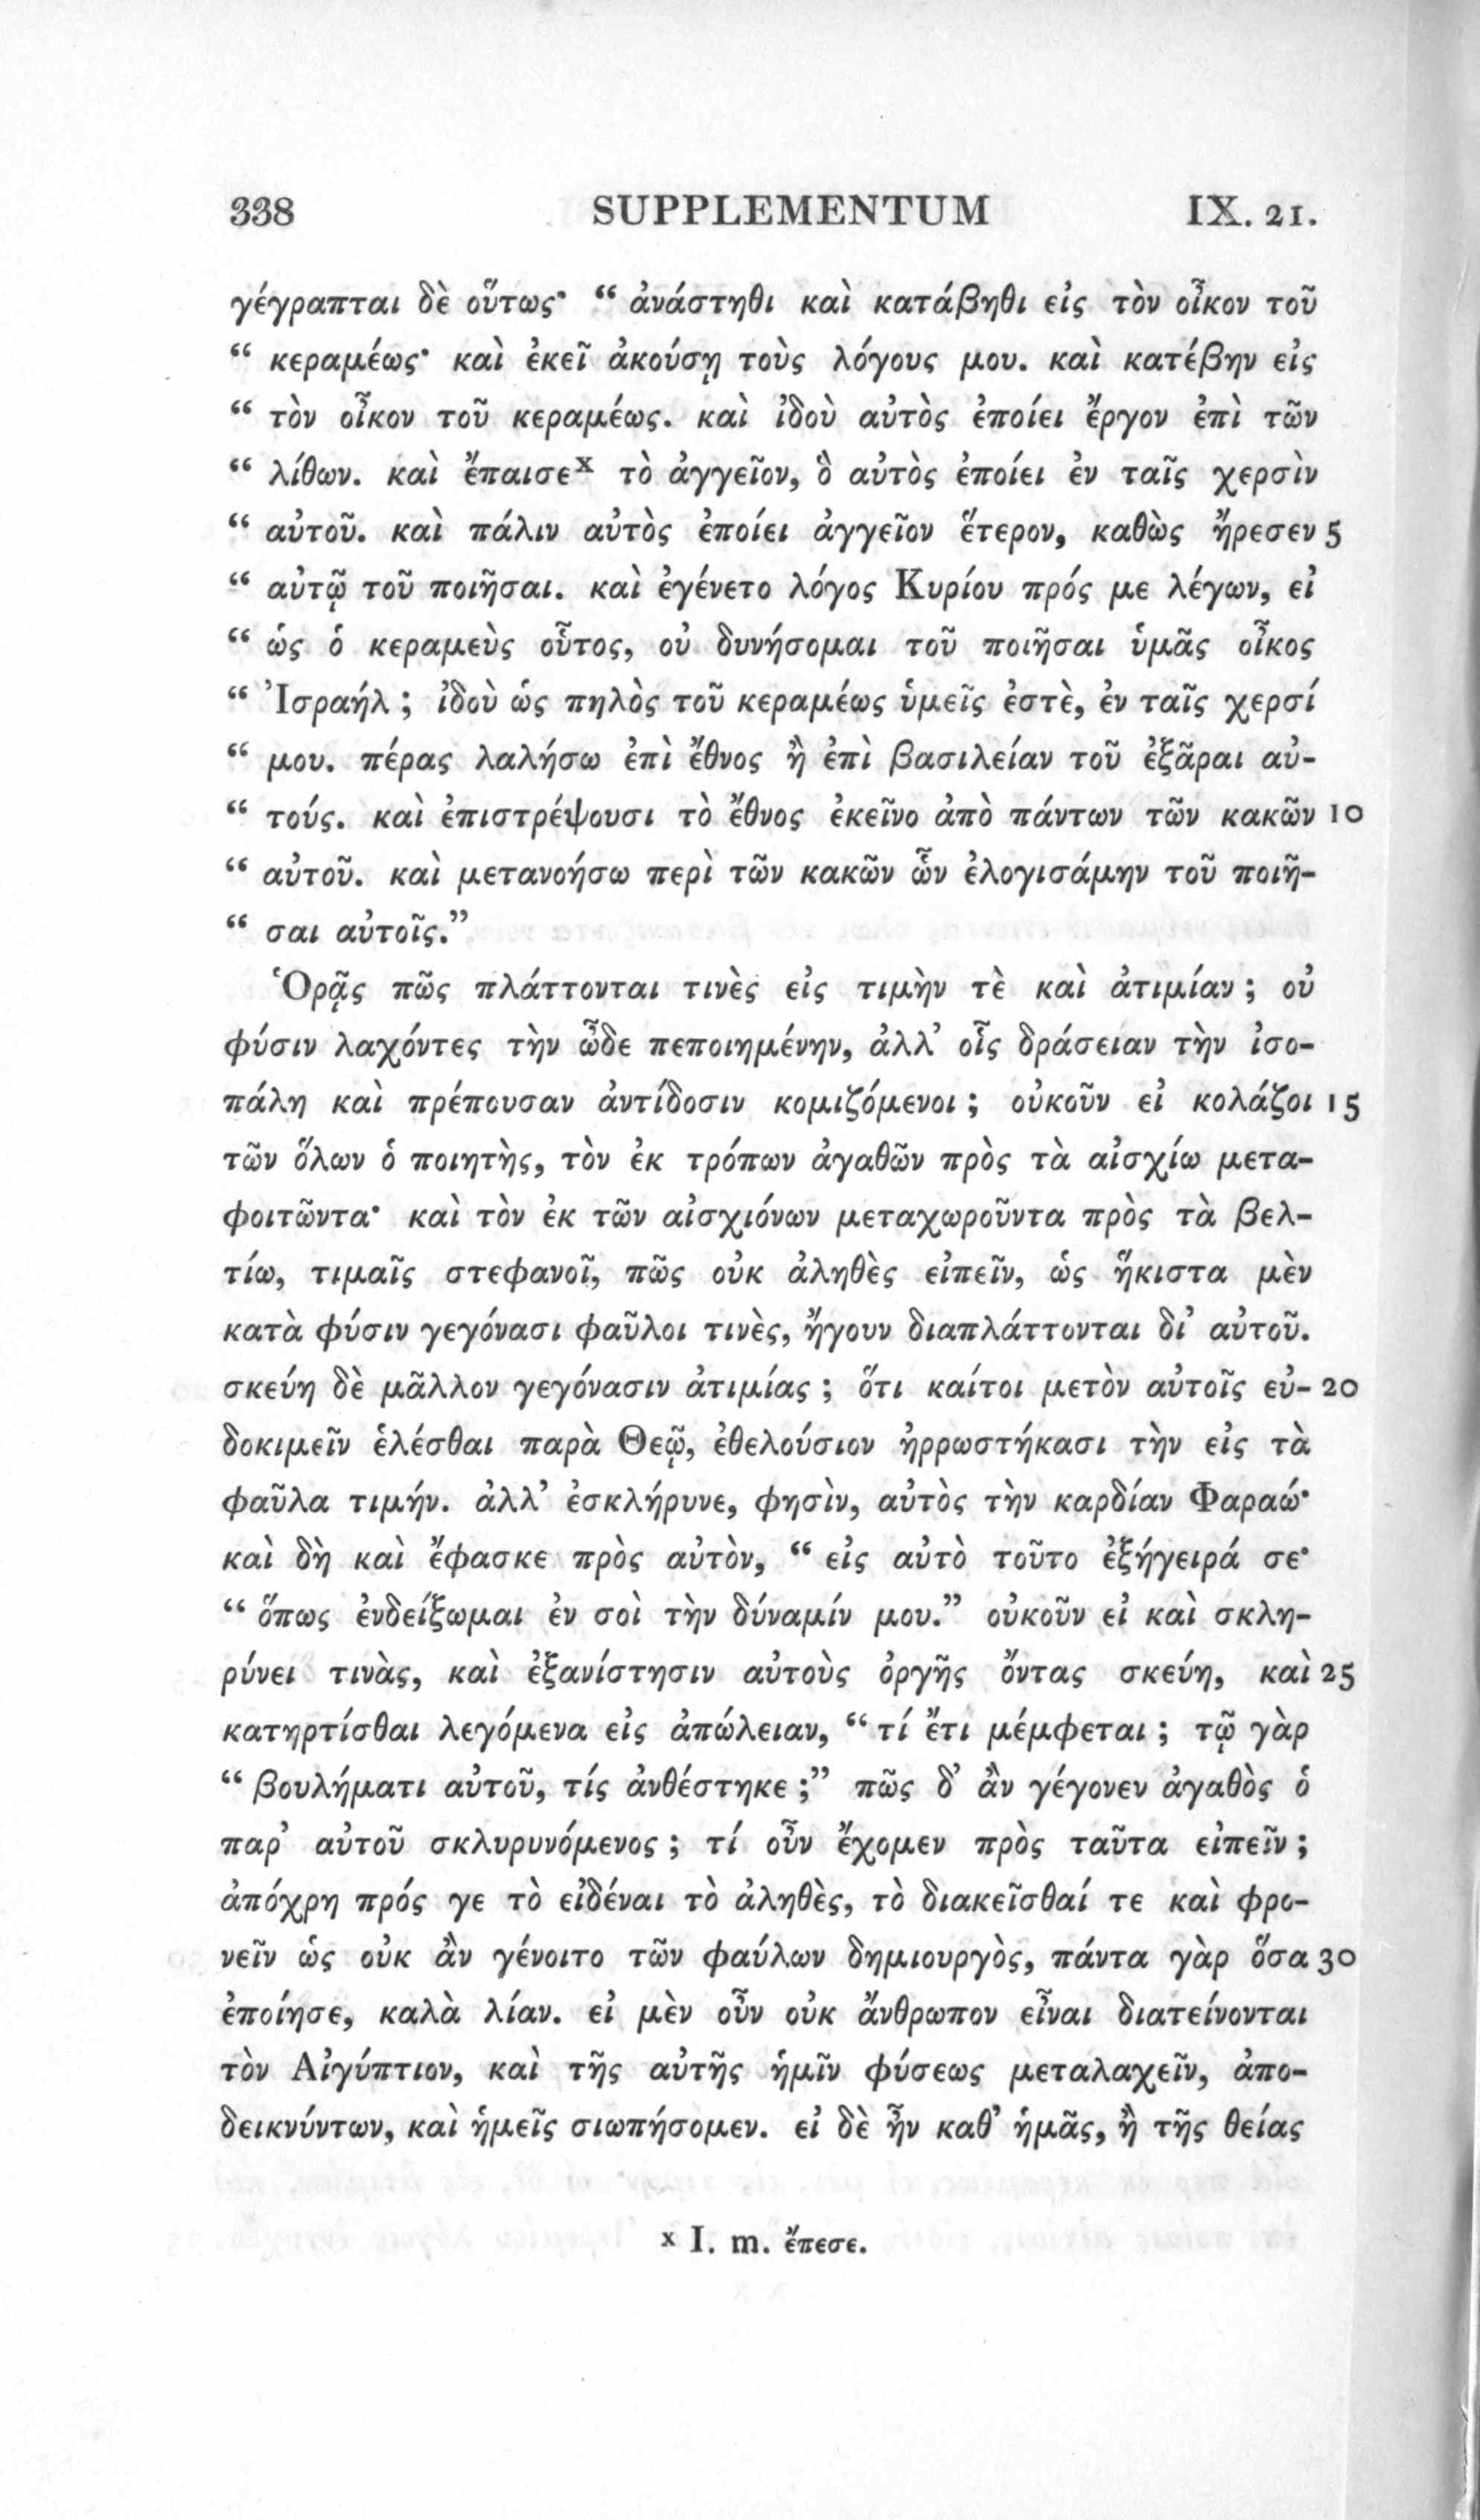 338 SUPPLEMENTUM IX. 21.
γέγραπται δὲ οὕτως· “ ἀνάστηθι καὶ κατάβηθι εἰς τὸν οἶκον τοῦ
“ κεραμέως· καὶ ἐκεῖ ἀκούσῃ τοὺς λόγους μου. καὶ κατέβην εἰς
“ τὸν οἶκον τοῦ κεραμέως. καὶ ἰδοὺ αὐτὸς ἐποίει ἔργον ἐπὶ τῶν
“ λίθων. καὶ ἔπαισεˣ τὸ ἀγγεῖον, ὃ αὐτὸς ἐποίει ἐν ταῖς χερσὶν
“ αὐτοῦ. καὶ πάλιν αὐτὸς ἐποίει ἀγγεῖον ἕτερον, καθὼς ἤρεσεν 5
“ αὐτῷ τοῦ ποιῆσαι. καὶ ἐγένετο λόγος Κυρίου πρός με λέγων, εἰ
“ ὡς ὁ κεραμεὺς οὗτος, οὐ δυνήσομαι τοῦ ποιῆσαι ὑμᾶς οἶκος
“ Ἰσραήλ ; ἰδοὺ ὡς πηλὸς τοῦ κεραμέως ὑμεῖς ἐστὲ, ἐν ταῖς χερσί
“ μου. πέρας λαλήσω ἐπὶ ἔθνος ἢ ἐπὶ βασιλείαν τοῦ ἐξᾶραι αὐ-
“ τούς. καὶ ἐπιστρέψουσι τὸ ἔθνος ἐκεῖνο ἀπὸ πάντων τῶν κακῶν 10
“ αὐτοῦ. καὶ μετανοήσω περὶ τῶν κακῶν ὧν ἐλογισάμην τοῦ ποιῆ-
“ σαι αὐτοῖς.”
Ὁρᾷς πῶς πλάττονται τινὲς εἰς τιμὴν τὲ καὶ ἀτιμίαν ; οὐ
φύσιν λαχόντες τὴν ὧδε πεποιημένην, ἀλλ’ οἷς δράσειαν τὴν ἰσο-
πάλη καὶ πρέπουσαν ἀντίδοσιν κομιζόμενοι ; οὐκοῦν εἰ κολάζοι 15
τῶν ὅλων ὁ ποιητὴς, τὸν ἐκ τρόπων ἀγαθῶν πρὸς τὰ αἰσχίω μετα-
φοιτῶντα· καὶ τὸν ἐκ τῶν αἰσχιόνων μεταχωροῦντα πρὸς τὰ βελ-
τίω, τιμαῖς στεφανοῖ, πῶς οὐκ ἀληθὲς εἰπεῖν, ὡς ἥκιστα μὲν
κατὰ φύσιν γεγόνασι φαῦλοι τινὲς, ἤγουν διαπλάττονται δι’ αὐτοῦ.
σκεύη δὲ μᾶλλον γεγόνασιν ἀτιμίας ; ὅτι καίτοι μετὸν αὐτοῖς εὐ- 20
δοκιμεῖν ἑλέσθαι παρὰ Θεῷ, ἐθελούσιον ἠρρωστήκασι τὴν εἰς τὰ
φαῦλα τιμήν. ἀλλ’ ἐσκλήρυνε, φησὶν, αὐτὸς τὴν καρδίαν Φαραώ·
καὶ δὴ καὶ ἔφασκε πρὸς αὐτὸν, “ εἰς αὐτὸ τοῦτο ἐξήγειρά σε·
“ ὅπως ἐνδείξωμαι ἐν σοὶ τὴν δύναμίν μου.” οὐκοῦν εἰ καὶ σκλη-
ρύνει τινὰς, καὶ ἐξανίστησιν αὐτοὺς ὀργῆς ὄντας σκεύη, καὶ 25
κατηρτίσθαι λεγόμενα εἰς ἀπώλειαν, “ τί ἔτι μέμφεται ; τῷ γὰρ
“ βουλήματι αὐτοῦ, τίς ἀνθέστηκε ;” πῶς δ’ ἂν γέγονεν ἀγαθὸς ὁ
παρ’ αὐτοῦ σκλυρυνόμενος ; τί οὖν ἔχομεν πρὸς ταῦτα εἰπεῖν ;
ἀπόχρη πρός γε τὸ εἰδέναι τὸ ἀληθὲς, τὸ διακεῖσθαί τε καὶ φρο-
νεῖν ὡς οὐκ ἂν γένοιτο τῶν φαύλων δημιουργὸς, πάντα γὰρ ὅσα 30
ἐποίησε, καλὰ λίαν. εἰ μὲν οὖν οὐκ ἄνθρωπον εἶναι διατείνονται
τὸν Αἰγύπτιον, καὶ τῆς αὐτῆς ἡμῖν φύσεως μεταλαχεῖν, ἀπο-
δεικνύντων, καὶ ἡμεῖς σιωπήσομεν. εἰ δὲ ἦν καθ’ ἡμᾶς, ἢ τῆς θείας
ˣ I. m. ἔπεσε.